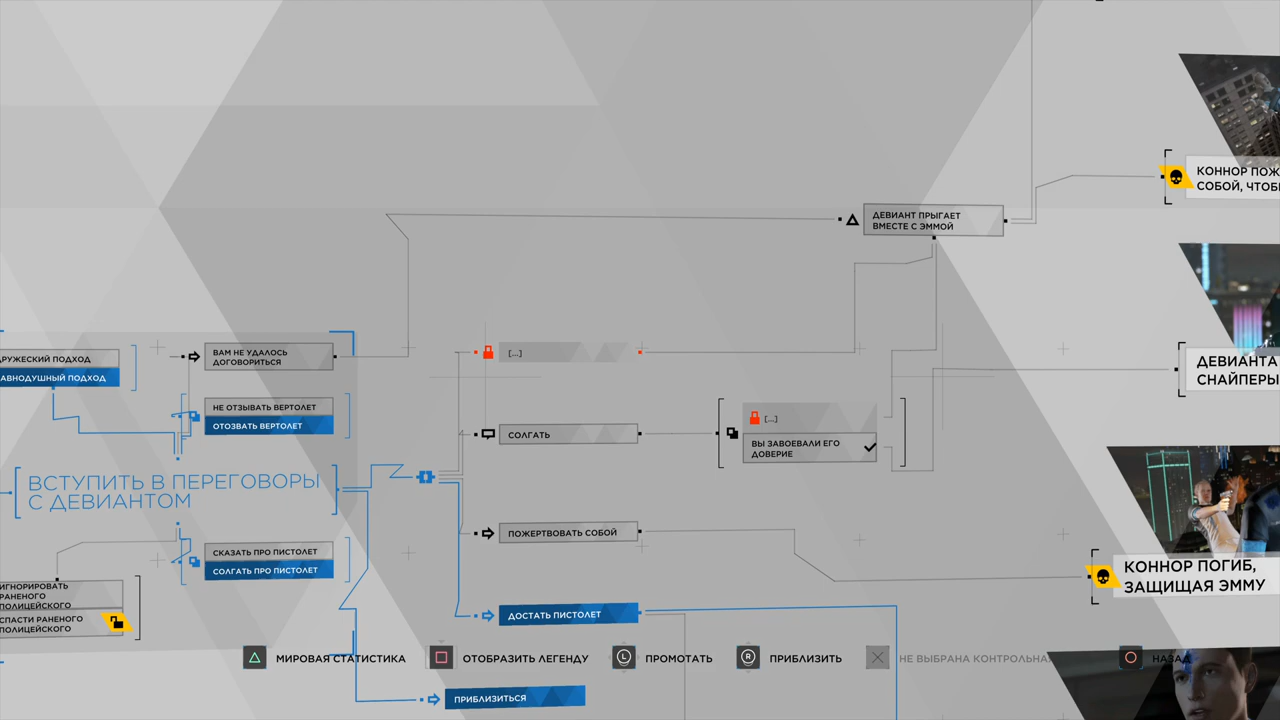 КОННОР ПОЖ
СОБОЙ, ЧТОБ
ДЕВИАНТ ПРЫГАЕТ
ВМЕСТЕ С ЭММОЙ
ДРУЖЕСКИЙ ПОДХОД
АВНОДУШНЫЙ ПОДХОД
ВАМ НЕ УДАЛОСЬ
ДОГОВОРИТЬСЯ
[...]
ДЕВИАНТА
СНАЙПЕРЫ
НЕ ОТЗЫВАТЬ ВЕРТОЛЕТ
ОТОЗВАТЬ ВЕРТОЛЕТ
СОЛГАТЬ
[...]
ВЫ ЗАВОЕВАЛИ ЕГО
ДОВЕРИЕ
ВСТУПИТЬ В ПЕРЕГОВОРЫ
С ДЕВИАНТОМ
ПОЖЕРТВОВАТЬ СОБОЙ
СКАЗАТЬ ПРО ПИСТОЛЕТ
СОЛГАТЬ ПРО ПИСТОЛЕТ
КОННОР ПОГИБ,
ЗАЩИЩАЯ ЭММУ
ИГНОРИРОВАТЬ
РАНЕНОГО
ПОЛИЦЕЙСКОГО
СПАСТИ РАНЕНОГО
ПОЛИЦЕЙСКОГО
ДОСТАТЬ ПИСТОЛЕТ
МИРОВАЯ СТАТИСТИКА
ОТОБРАЗИТЬ ЛЕГЕНДУ
L ПРОМОТАТЬ
R ПРИБЛИЗИТЬ
НЕ ВЫБРАНА КОНТРОЛЬНА
НАЗАД
ПРИБЛИЗИТЬСЯ